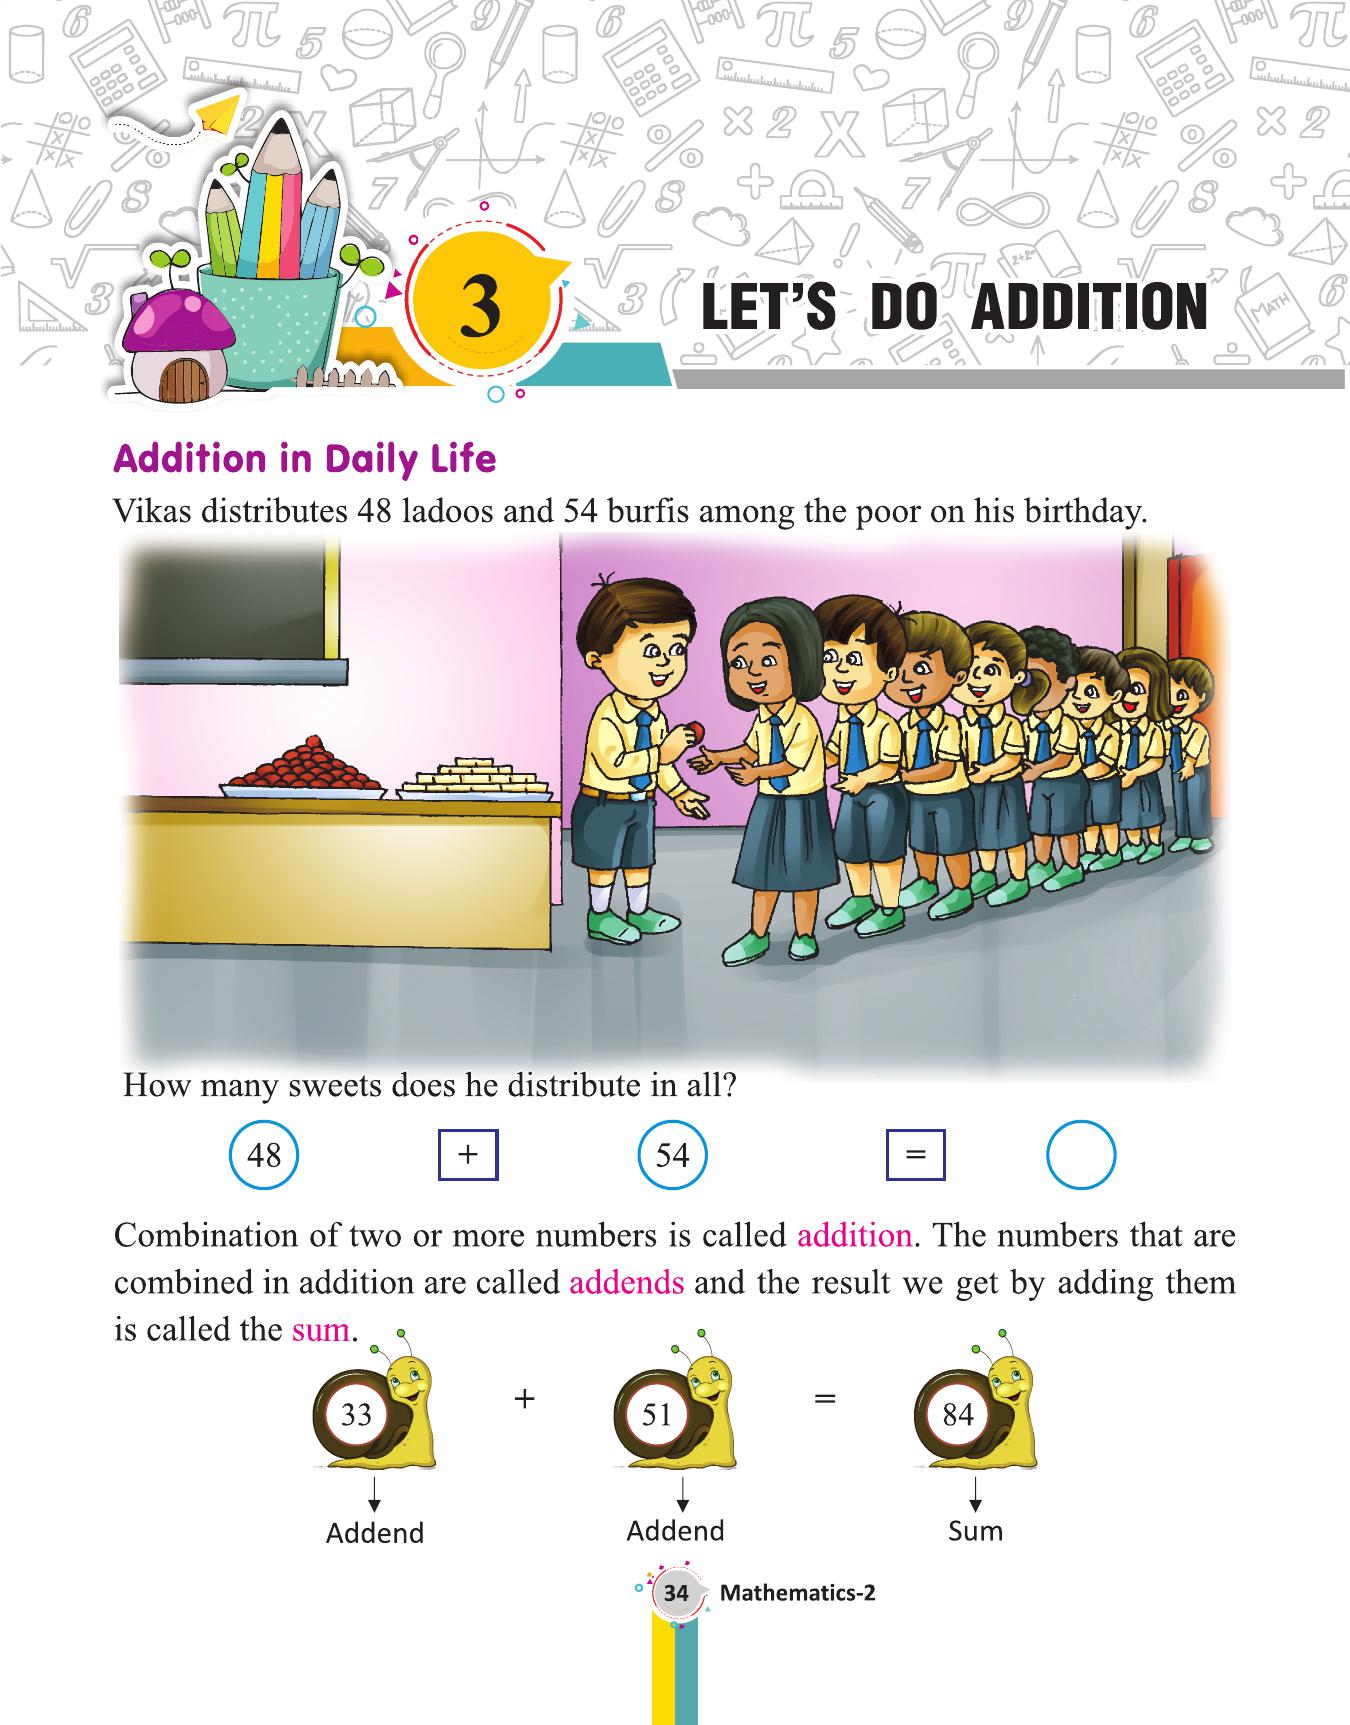 3
LET'S DO ADDITION
Addition in Daily Life
Vikas distributes 48 ladoos and 54 burfis among the poor on his birthday.
How many sweets does he distribute in all?
48 + 54 =
Combination of two or more numbers is called addition. The numbers that are
combined in addition are called addends and the result we get by adding them
is called the sum.
33 + 51 = 84
Addend Addend Sum
34 Mathematics-2